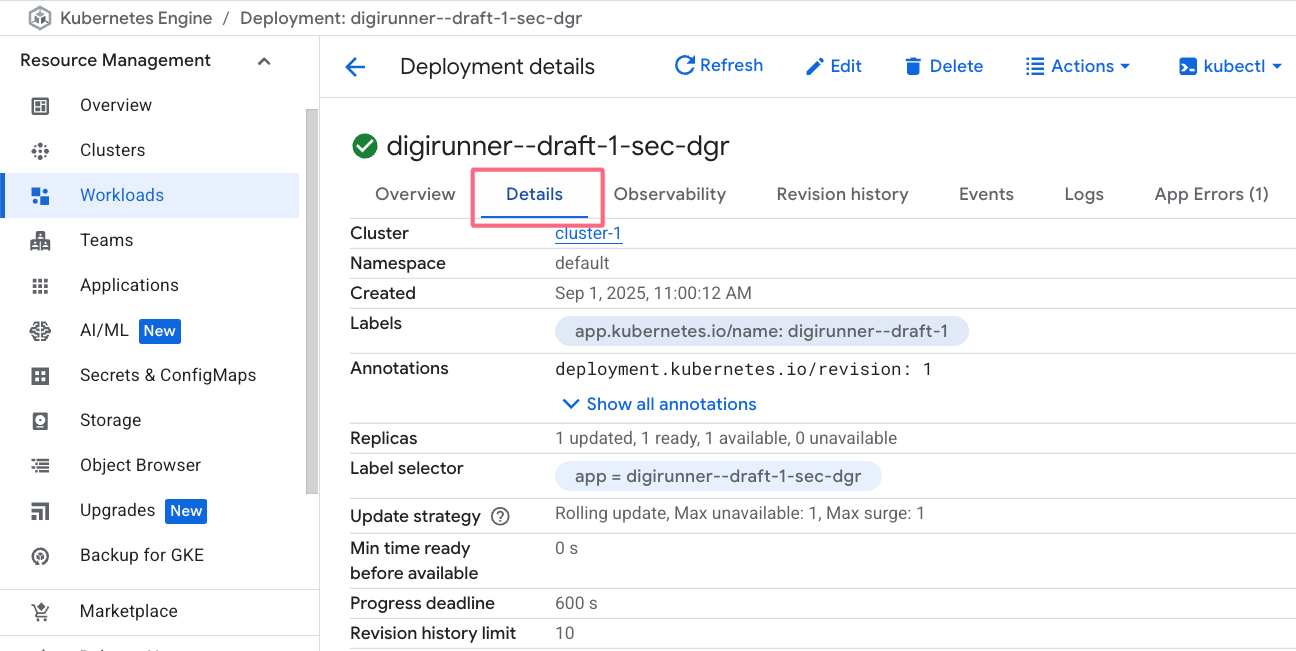 Kubernetes Engine / Deployment: digirunner--draft-1-sec-dgr
Resource Management
Overview
Clusters
Workloads
Teams
Applications
AI/ML New
Secrets & ConfigMaps
Storage
Object Browser
Upgrades New
Backup for GKE
Marketplace
Deployment details
Refresh
Edit
Delete
Actions
kubectl
digirunner--draft-1-sec-dgr
Overview Details Observability Revision history Events Logs App Errors (1)
Cluster cluster-1
Namespace default
Created Sep 1, 2025, 11:00:12 AM
Labels app.kubernetes.io/name: digirunner--draft-1
Annotations deployment.kubernetes.io/revision: 1
Show all annotations
Replicas 1 updated, 1 ready, 1 available, 0 unavailable
Label selector app = digirunner--draft-1-sec-dgr
Update strategy Rolling update, Max unavailable: 1, Max surge: 1
Min time ready 0 s
before available
Progress deadline 600 s
Revision history limit 10